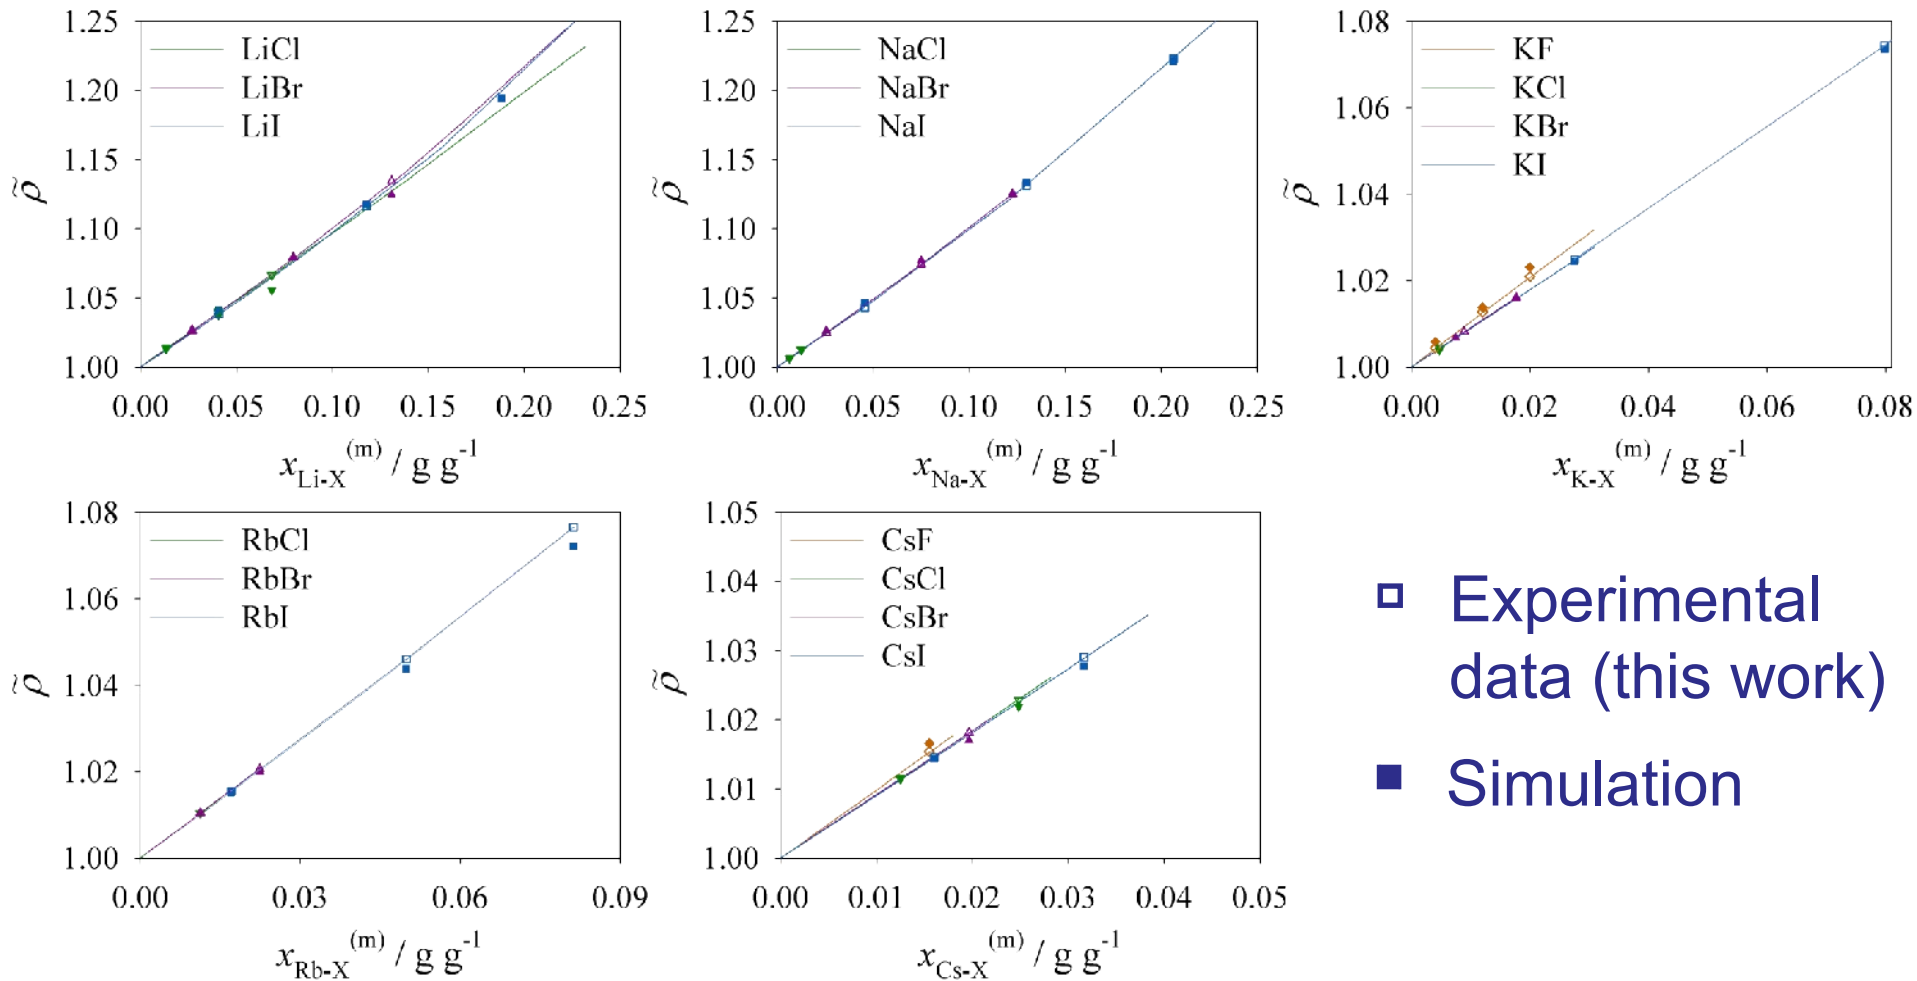 1.25
1.20
1.15
1.10
1.05
1.00
LiCl
LiBr
LiI
ρ̃
0.00 0.05 0.10 0.15 0.20 0.25
x_Li-X^(m) / g g^-1
1.25
1.20
1.15
1.10
1.05
1.00
NaCl
NaBr
NaI
ρ̃
0.00 0.05 0.10 0.15 0.20 0.25
x_Na-X^(m) / g g^-1
1.08
1.06
1.04
1.02
1.00
KF
KCl
KBr
KI
ρ̃
0.00 0.02 0.04 0.06 0.08
x_K-X^(m) / g g^-1
1.08
1.06
1.04
1.02
1.00
RbCl
RbBr
RbI
ρ̃
0.00 0.03 0.06 0.09
x_Rb-X^(m) / g g^-1
1.05
1.04
1.03
1.02
1.01
1.00
CsF
CsCl
CsBr
CsI
ρ̃
0.00 0.01 0.02 0.03 0.04 0.05
x_Cs-X^(m) / g g^-1
Experimental
data (this work)
Simulation